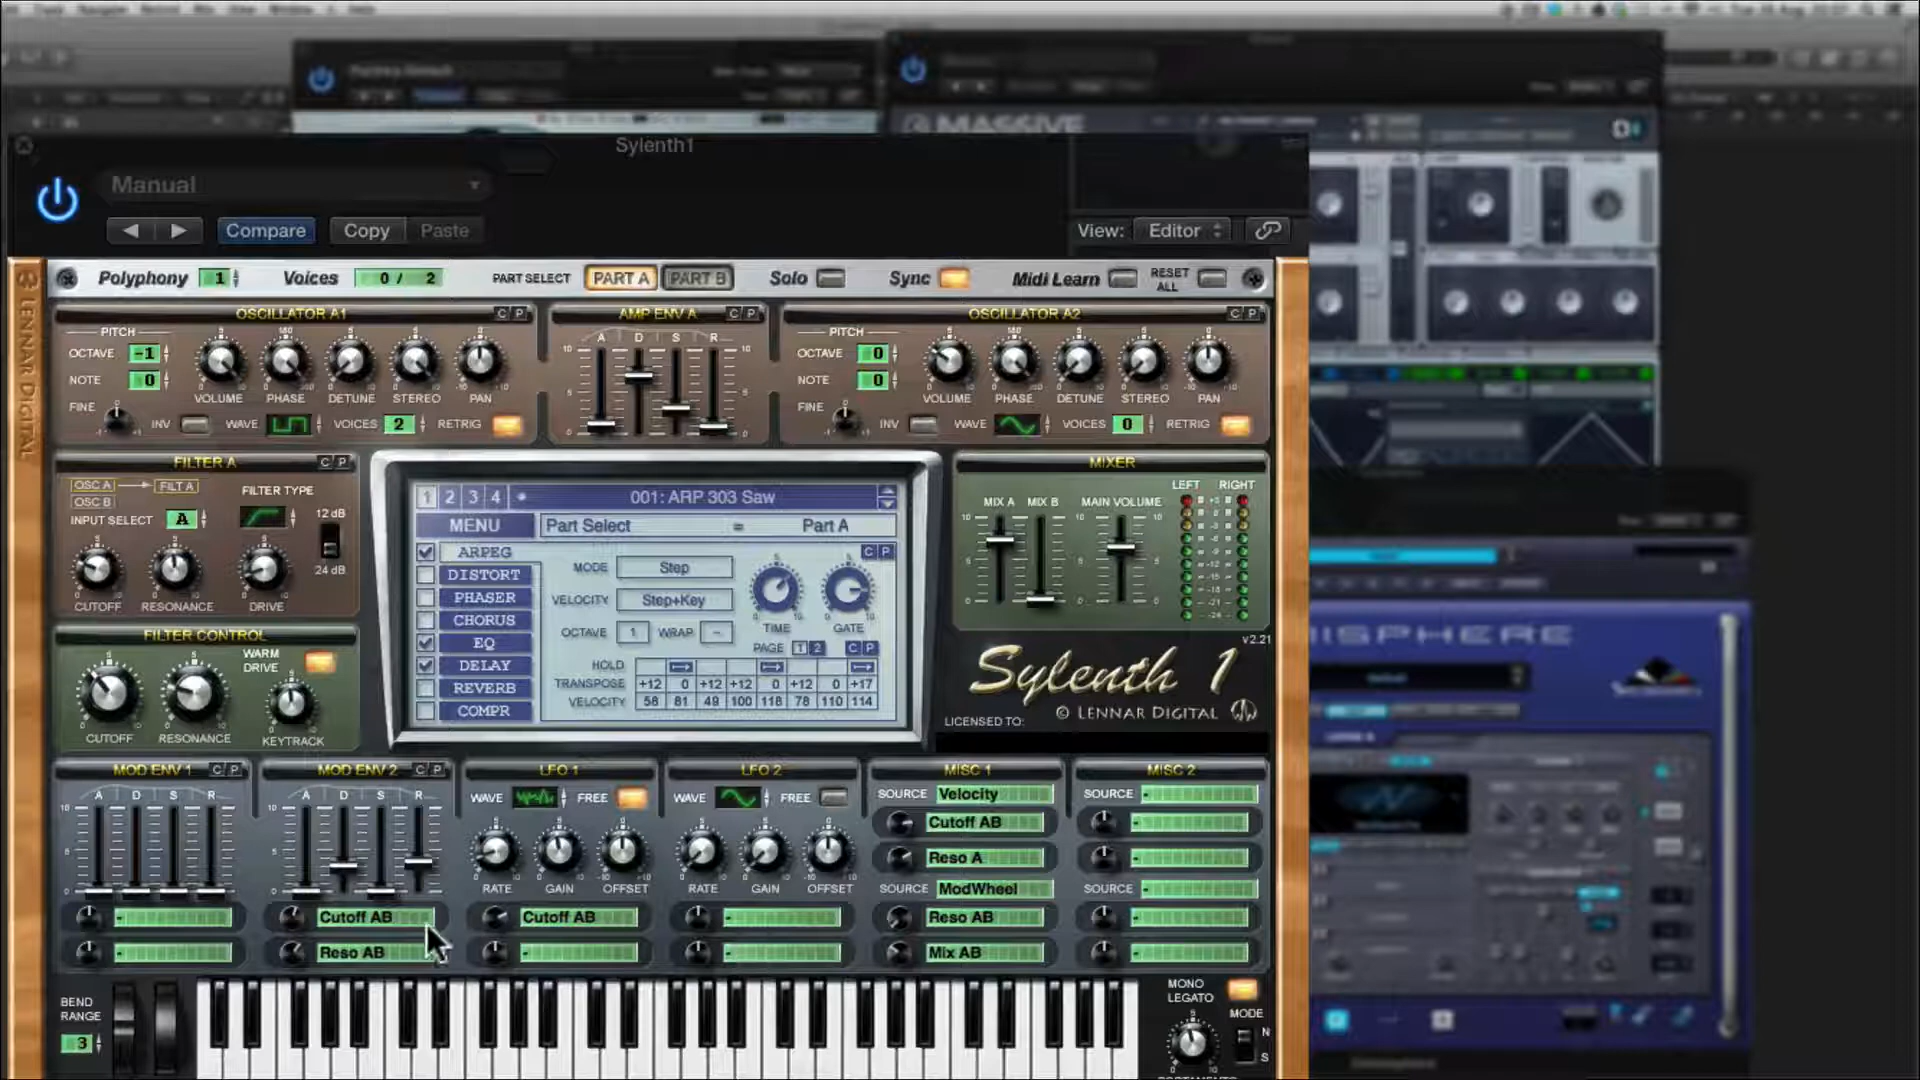 MASSIVE
Sylenth1
Manual
Compare Copy Paste View: Editor
Polyphony 1 Voices 0 / 2 PART SELECT PART A PART B Solo Sync Midi Learn RESET ALL
LENNAR DIGITAL
OSCILLATOR A1 C P
PITCH
OCTAVE -1
NOTE 0
FINE
VOLUME PHASE DETUNE STEREO PAN
INV WAVE VOICES 2 RETRIG
AMP ENV A C P
A D S R
OSCILLATOR A2 C P
PITCH
OCTAVE 0
NOTE 0
FINE
VOLUME PHASE DETUNE STEREO PAN
INV WAVE VOICES 0 RETRIG
FILTER A C P
OSC A FILT A
OSC B
INPUT SELECT A
FILTER TYPE
12 dB
24 dB
CUTOFF RESONANCE DRIVE
FILTER CONTROL
WARM DRIVE
CUTOFF RESONANCE KEYTRACK
1 2 3 4 001: ARP 303 Saw
MENU Part Select = Part A
ARPEG
DISTORT
PHASER
CHORUS
EQ
DELAY
REVERB
COMPR
C P
MODE Step
VELOCITY Step+Key
OCTAVE 1 WRAP -
TIME GATE
PAGE 1 2 C P
HOLD
TRANSPOSE +12 0 +12 +12 0 +12 0 +17
VELOCITY 58 81 49 100 118 78 110 114
MIXER
MIX A MIX B MAIN VOLUME LEFT RIGHT
v2.21
Sylenth 1
© LENNAR DIGITAL
LICENSED TO:
MOD ENV 1 C P
A D S R
MOD ENV 2 C P
A D S R
Cutoff AB
Reso AB
LFO 1
WAVE FREE
RATE GAIN OFFSET
Cutoff AB
LFO 2
WAVE FREE
RATE GAIN OFFSET
MISC 1
SOURCE Velocity
Cutoff AB
Reso A
SOURCE ModWheel
Reso AB
Mix AB
MISC 2
SOURCE -
SOURCE -
BEND RANGE
3
MONO LEGATO
MODE
N
S